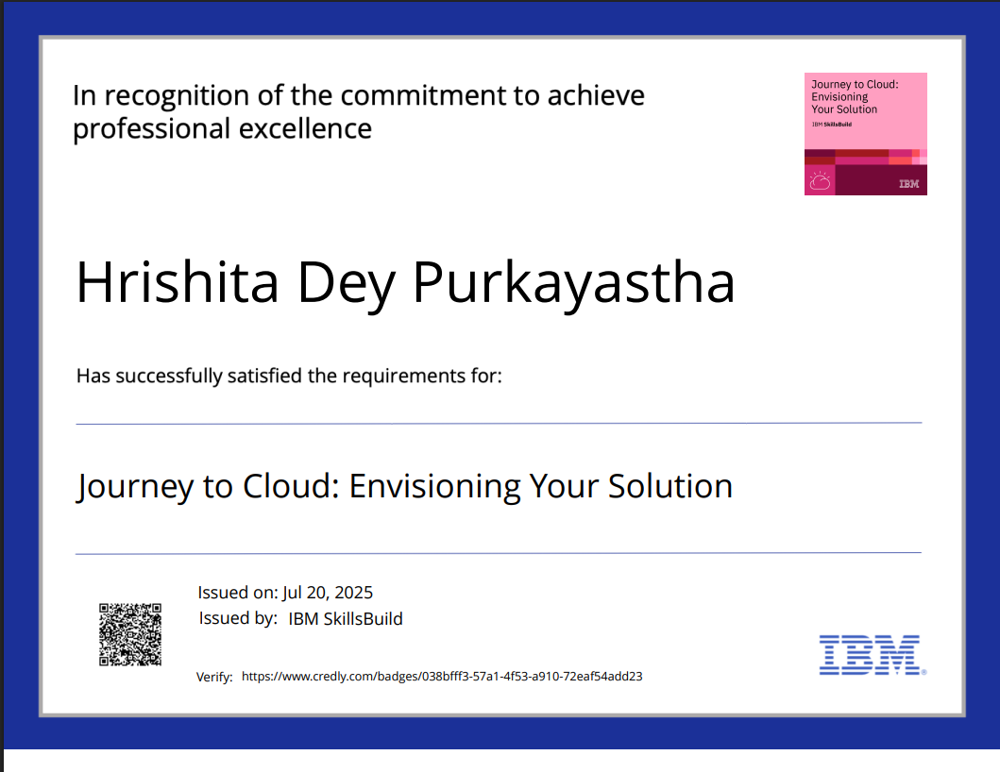 In recognition of the commitment to achieve
professional excellence
Journey to Cloud:
Envisioning
Your Solution
IBM SkillsBuild
IBM
Hrishita Dey Purkayastha
Has successfully satisfied the requirements for:
Journey to Cloud: Envisioning Your Solution
Issued on: Jul 20, 2025
Issued by: IBM SkillsBuild
Verify: https://www.credly.com/badges/038bfff3-57a1-4f53-a910-72eaf54add23
IBM®